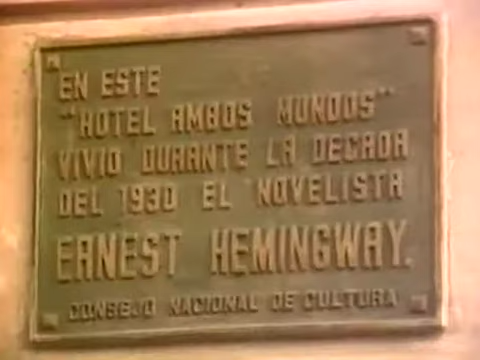 EN ESTE
"HOTEL AMBOS MUNDOS"
VIVIO DURANTE LA DECADA
DEL 1930 EL NOVELISTA
ERNEST HEMINGWAY.
CONSEJO NACIONAL DE CULTURA